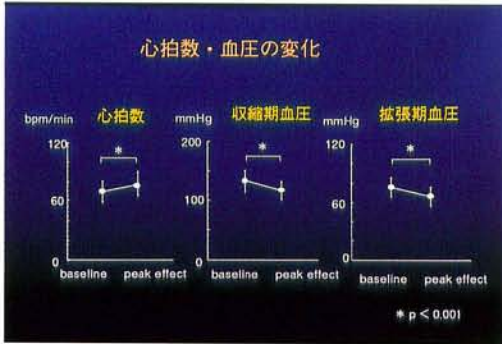 心拍数・血圧の変化
bpm/min
心拍数
120
*
60
0
baseline peak effect
mmHg
収縮期血圧
200
*
100
0
baseline peak effect
mmHg
拡張期血圧
120
*
60
0
baseline peak effect
* p < 0.001